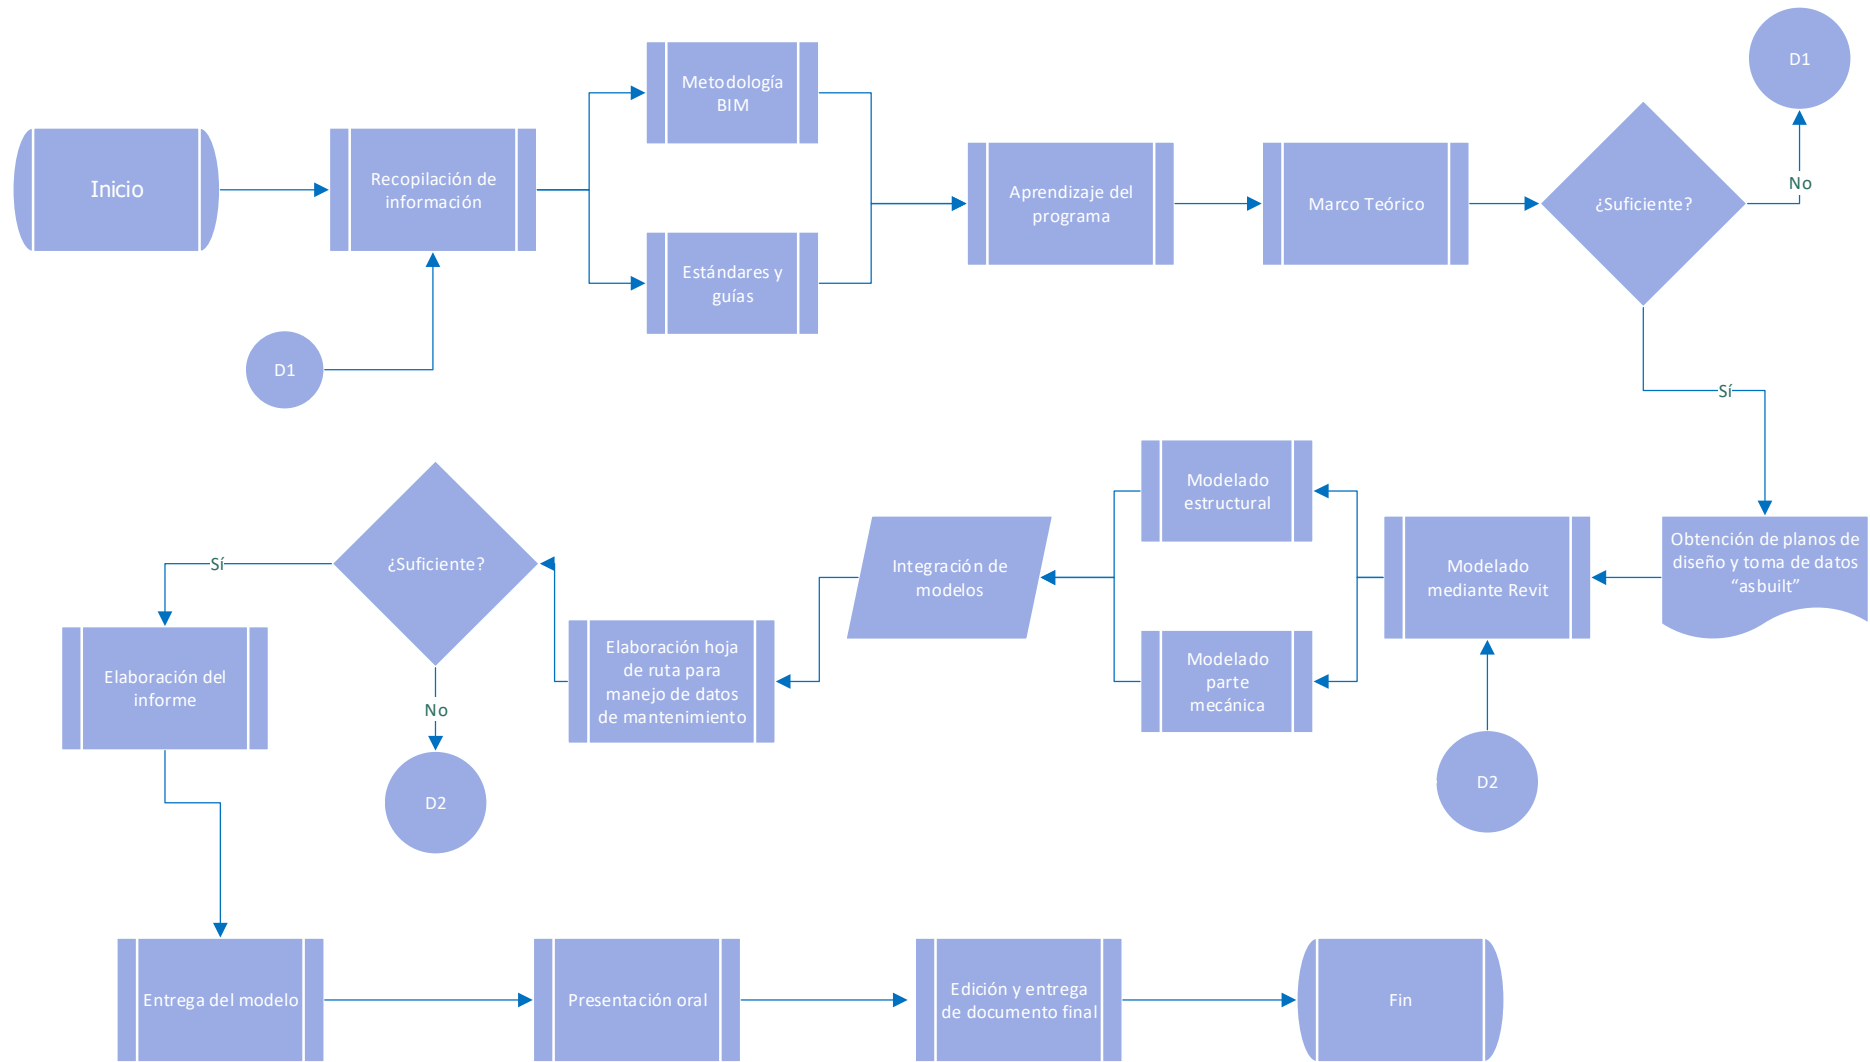 Inicio
Recopilación de
información
D1
Metodología
BIM
Estándares y
guías
Aprendizaje del
programa
Marco Teórico
¿Suficiente?
No
D1
Sí
Obtención de planos de
diseño y toma de datos
“asbuilt”
Modelado
mediante Revit
D2
Modelado
estructural
Modelado
parte
mecánica
Integración de
modelos
Elaboración hoja
de ruta para
manejo de datos
de mantenimiento
¿Suficiente?
No
D2
Sí
Elaboración del
informe
Entrega del modelo
Presentación oral
Edición y entrega
de documento final
Fin